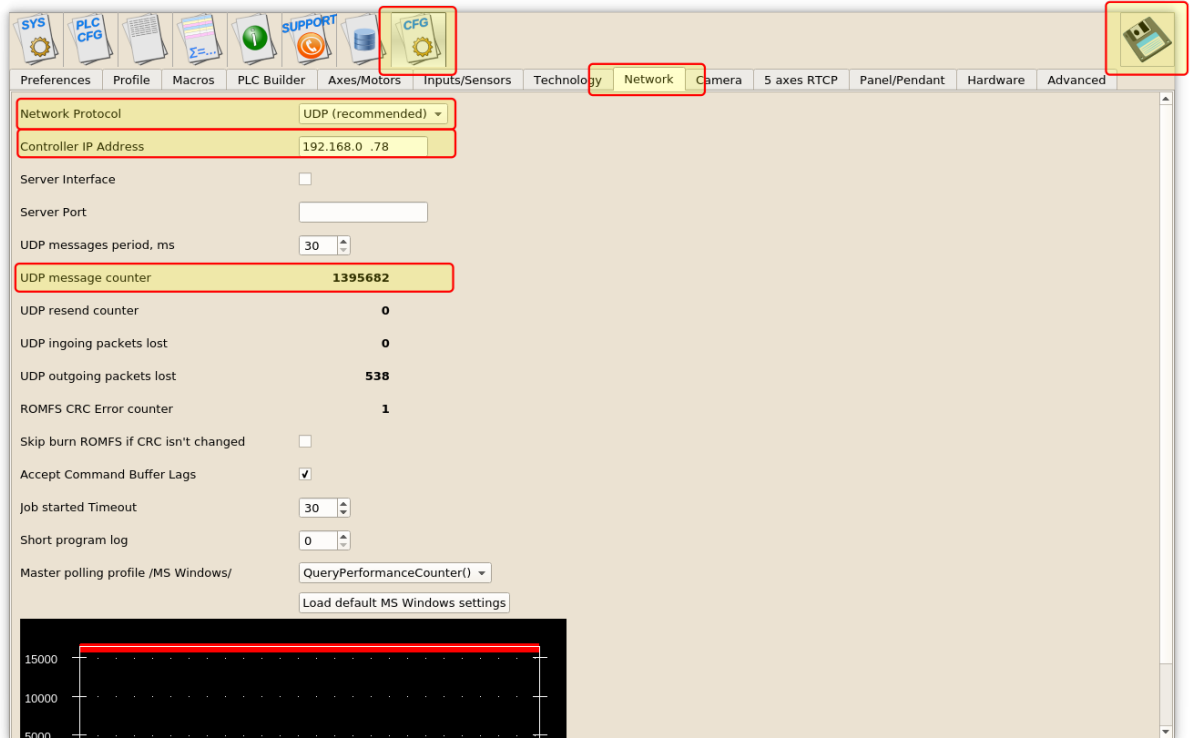 SYS PLC CFG Σ=... SUPPORT CFG
Preferences Profile Macros PLC Builder Axes/Motors Inputs/Sensors Technology Network Camera 5 axes RTCP Panel/Pendant Hardware Advanced
Network Protocol UDP (recommended)
Controller IP Address 192.168.0 .78
Server Interface
Server Port
UDP messages period, ms 30
UDP message counter 1395682
UDP resend counter 0
UDP ingoing packets lost 0
UDP outgoing packets lost 538
ROMFS CRC Error counter 1
Skip burn ROMFS if CRC isn't changed
Accept Command Buffer Lags
Job started Timeout 30
Short program log 0
Master polling profile /MS Windows/ QueryPerformanceCounter()
Load default MS Windows settings
15000
10000
5000